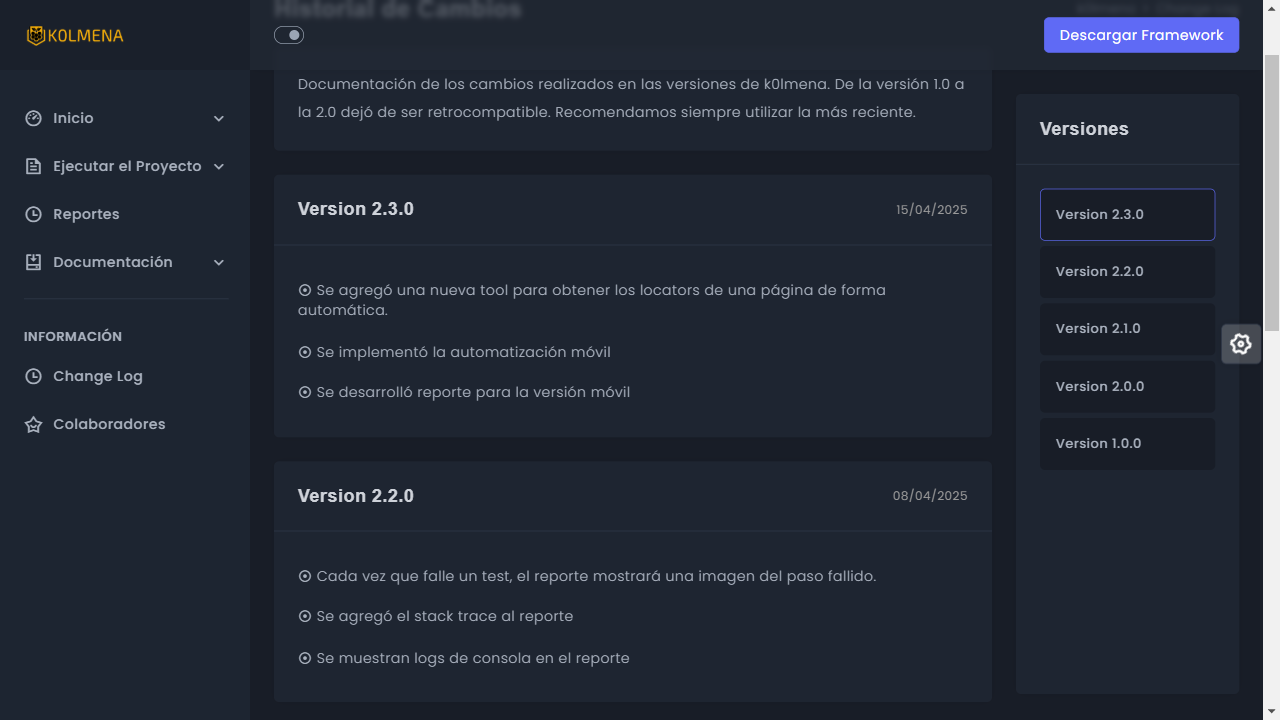 Historial de Cambios
K0LMENA
Descargar Framework
Inicio
Ejecutar el Proyecto
Reportes
Documentación
INFORMACIÓN
Change Log
Colaboradores
Documentación de los cambios realizados en las versiones de k0lmena. De la versión 1.0 a
la 2.0 dejó de ser retrocompatible. Recomendamos siempre utilizar la más reciente.
Version 2.3.0
15/04/2025
Se agregó una nueva tool para obtener los locators de una página de forma
automática.
Se implementó la automatización móvil
Se desarrolló reporte para la versión móvil
Version 2.2.0
08/04/2025
Cada vez que falle un test, el reporte mostrará una imagen del paso fallido.
Se agregó el stack trace al reporte
Se muestran logs de consola en el reporte
Versiones
Version 2.3.0
Version 2.2.0
Version 2.1.0
Version 2.0.0
Version 1.0.0